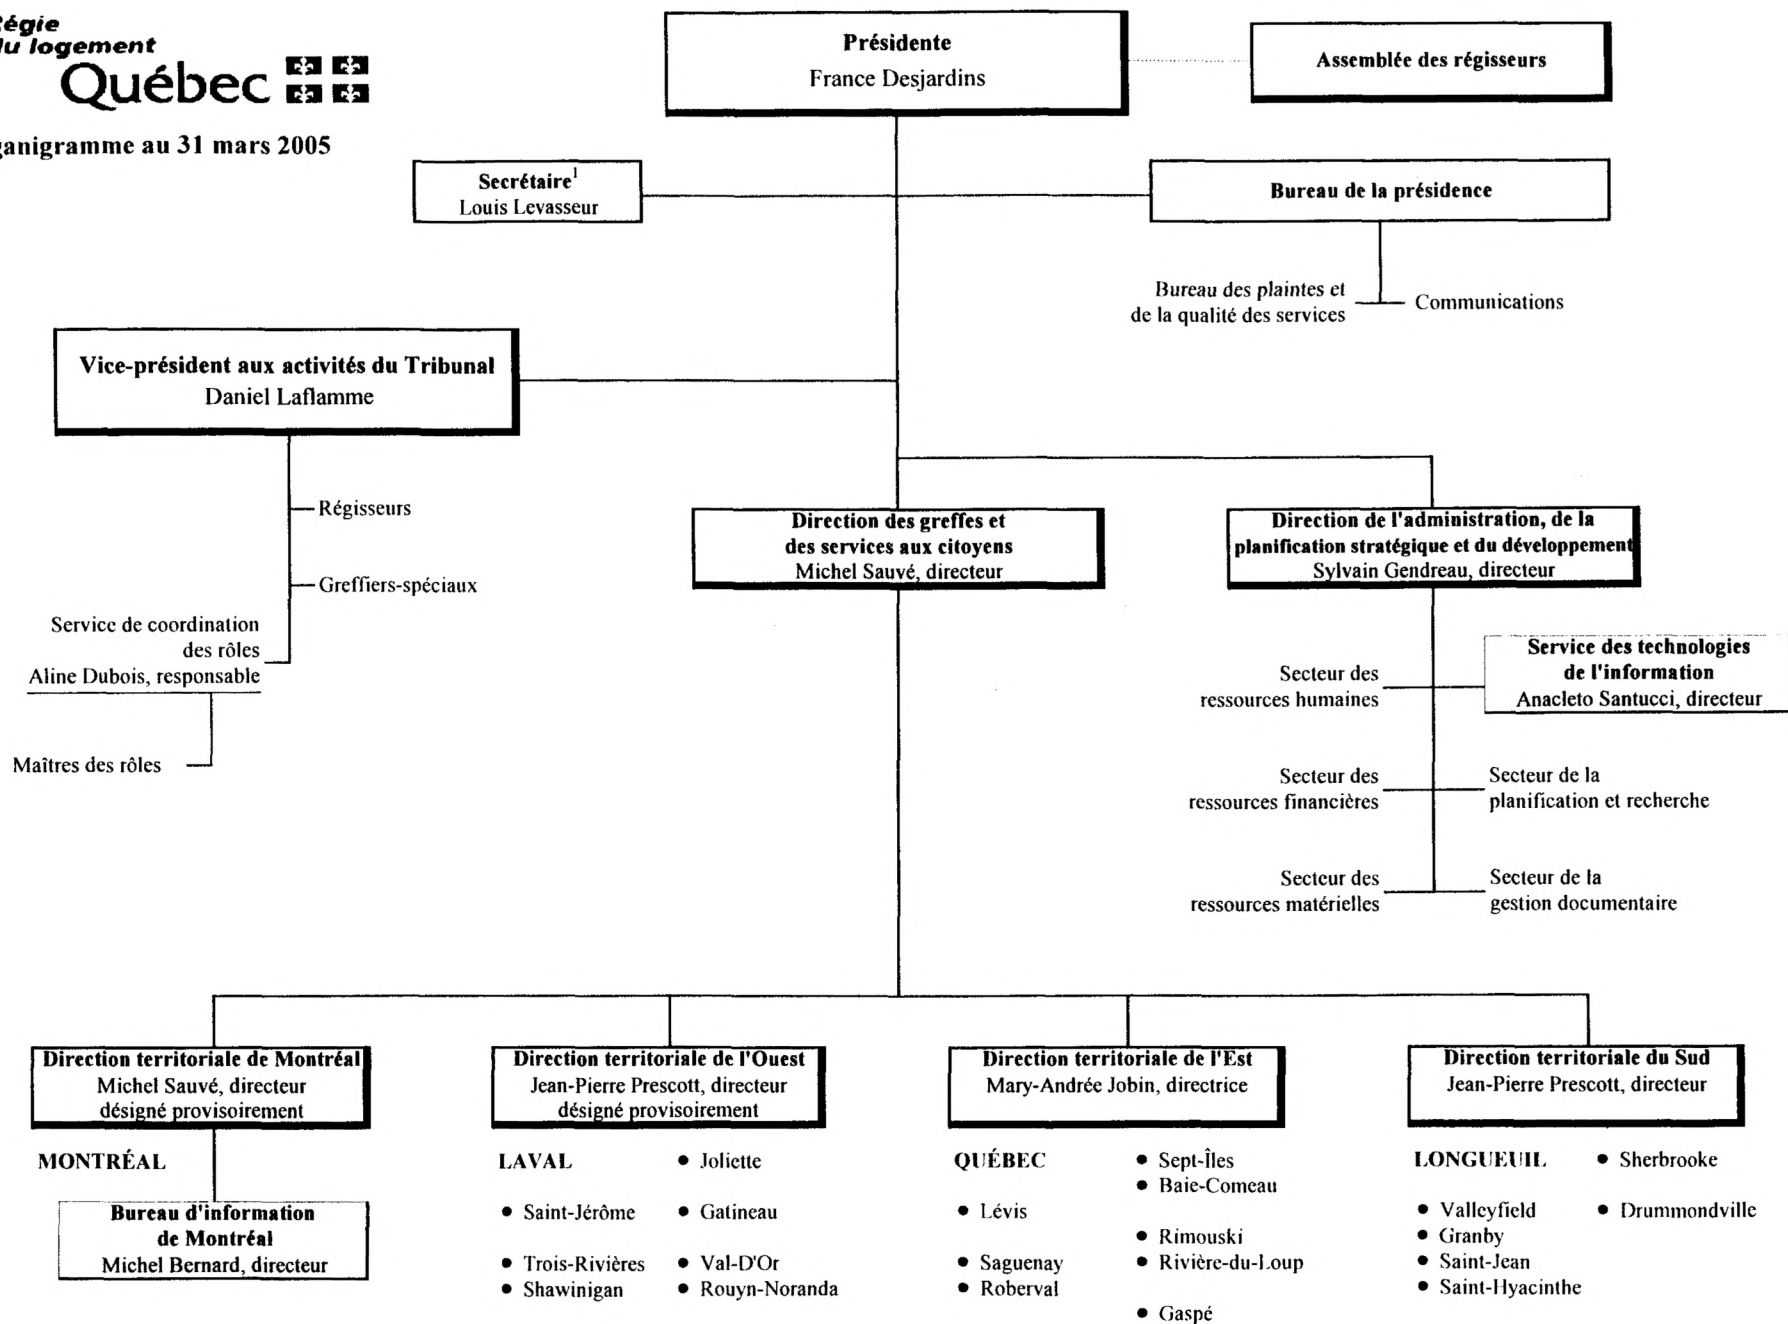 Régie
du logement
Québec
ganigramme au 31 mars 2005
Présidente
France Desjardins
Assemblée des régisseurs
Secrétaire¹
Louis Levasseur
Bureau de la présidence
Bureau des plaintes et
de la qualité des services
Communications
Vice-président aux activités du Tribunal
Daniel Laflamme
Régisseurs
Greffiers-spéciaux
Service de coordination
des rôles
Aline Dubois, responsable
Maîtres des rôles
Direction des greffes et
des services aux citoyens
Michel Sauvé, directeur
Direction de l'administration, de la
planification stratégique et du développement
Sylvain Gendreau, directeur
Secteur des
ressources humaines
Service des technologies
de l'information
Anacleto Santucci, directeur
Secteur des
ressources financières
Secteur de la
planification et recherche
Secteur des
ressources matérielles
Secteur de la
gestion documentaire
Direction territoriale de Montréal
Michel Sauvé, directeur
désigné provisoirement
MONTRÉAL
Bureau d'information
de Montréal
Michel Bernard, directeur
Direction territoriale de l'Ouest
Jean-Pierre Prescott, directeur
désigné provisoirement
LAVAL
• Saint-Jérôme
• Trois-Rivières
• Shawinigan
• Joliette
• Gatineau
• Val-D'Or
• Rouyn-Noranda
Direction territoriale de l'Est
Mary-Andrée Jobin, directrice
QUÉBEC
• Lévis
• Saguenay
• Roberval
• Sept-Îles
• Baie-Comeau
• Rimouski
• Rivière-du-Loup
• Gaspé
Direction territoriale du Sud
Jean-Pierre Prescott, directeur
LONGUEUIL
• Valleyfield
• Granby
• Saint-Jean
• Saint-Hyacinthe
• Sherbrooke
• Drummondville